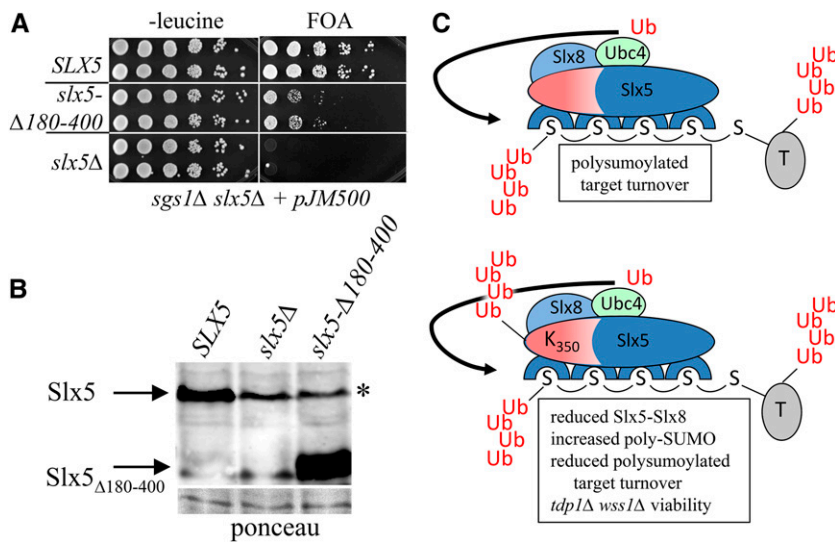 A
-leucine FOA
SLX5
slx5-
Δ180-400
slx5Δ
sgs1Δ slx5Δ + pJM500
B
SLX5 slx5Δ slx5-Δ180-400
Slx5 *
Slx5Δ180-400
ponceau
C
Ub
Slx8 Ubc4
Slx5
Ub
Ub
Ub
Ub
S S S S S
T
Ub
Ub
Ub
Ub
polysumoylated
target turnover
Ub
Ub
Ub
Ub
Ub
Slx8 Ubc4
K350 Slx5
Ub
Ub
Ub
Ub
S S S S S
T
Ub
Ub
Ub
Ub
reduced Slx5-Slx8
increased poly-SUMO
reduced polysumoylated
target turnover
tdp1Δ wss1Δ viability